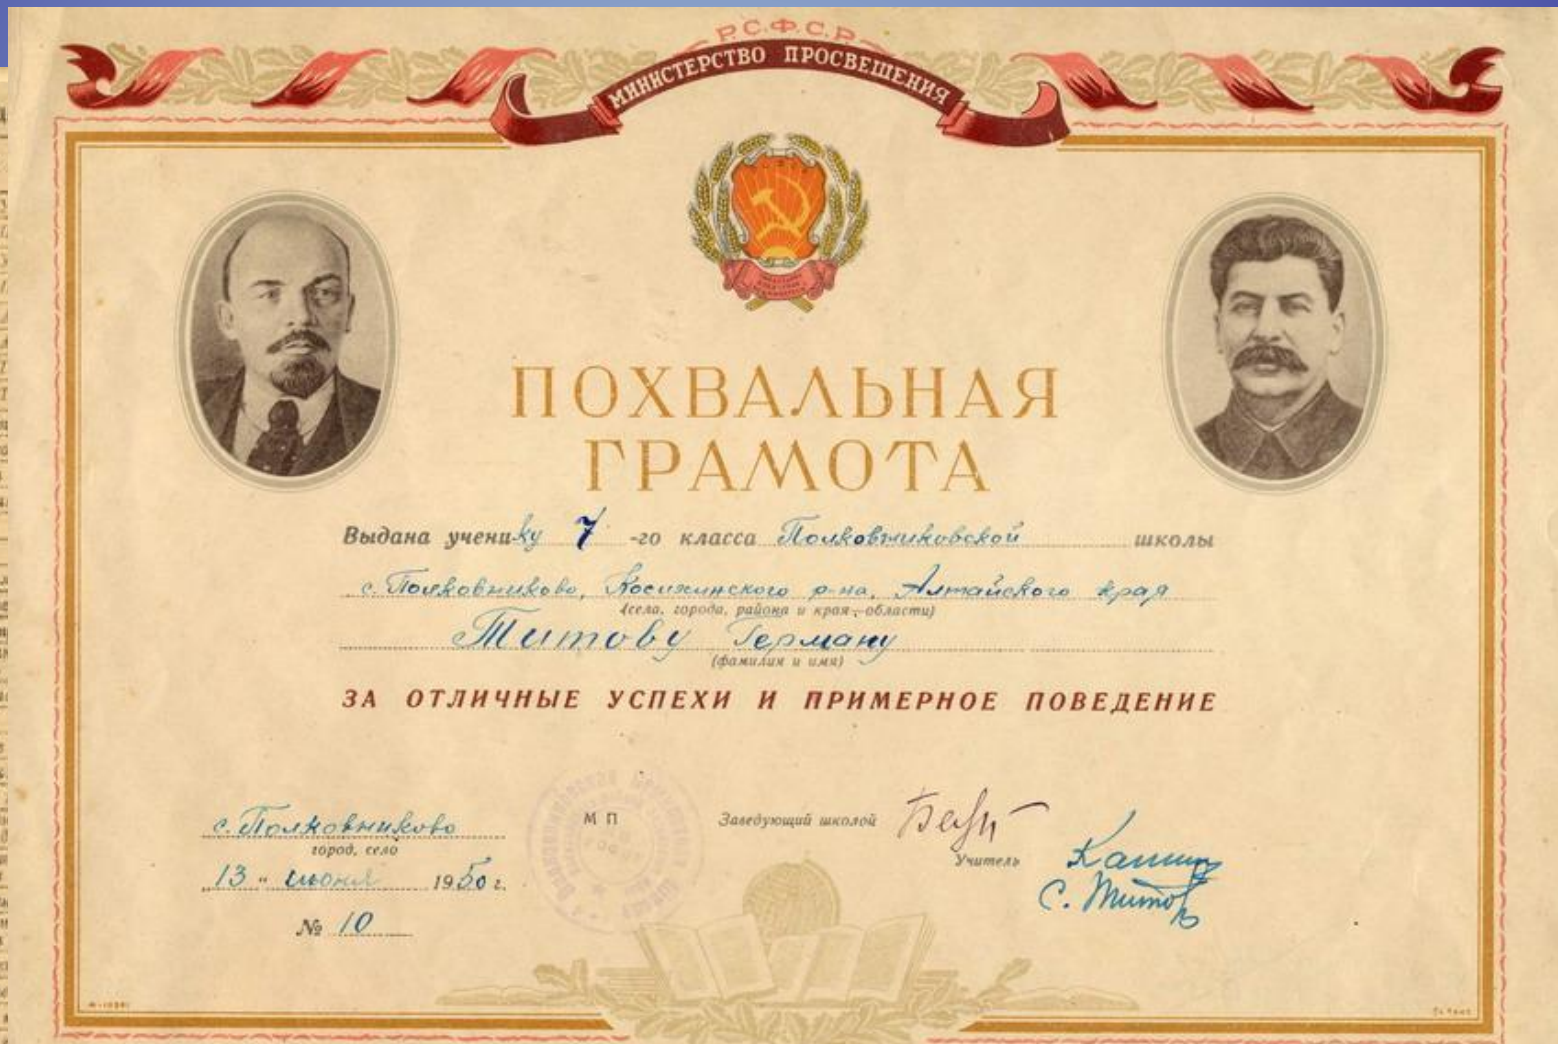 Р.С.Ф.С.Р.
МИНИСТЕРСТВО ПРОСВЕЩЕНИЯ
ПОХВАЛЬНАЯ
ГРАМОТА
Выдана ученику 7-го класса Полковниковской школы
с. Полковниково, Косихинского р-на, Алтайского края
(села, города, района и края, области)
Титову Герману
(фамилия и имя)
ЗА ОТЛИЧНЫЕ УСПЕХИ И ПРИМЕРНОЕ ПОВЕДЕНИЕ
с. Полковниково
город, село
М П
Заведующий школой
Учитель
13 " июня 1950 г.
С. Титов
№ 10